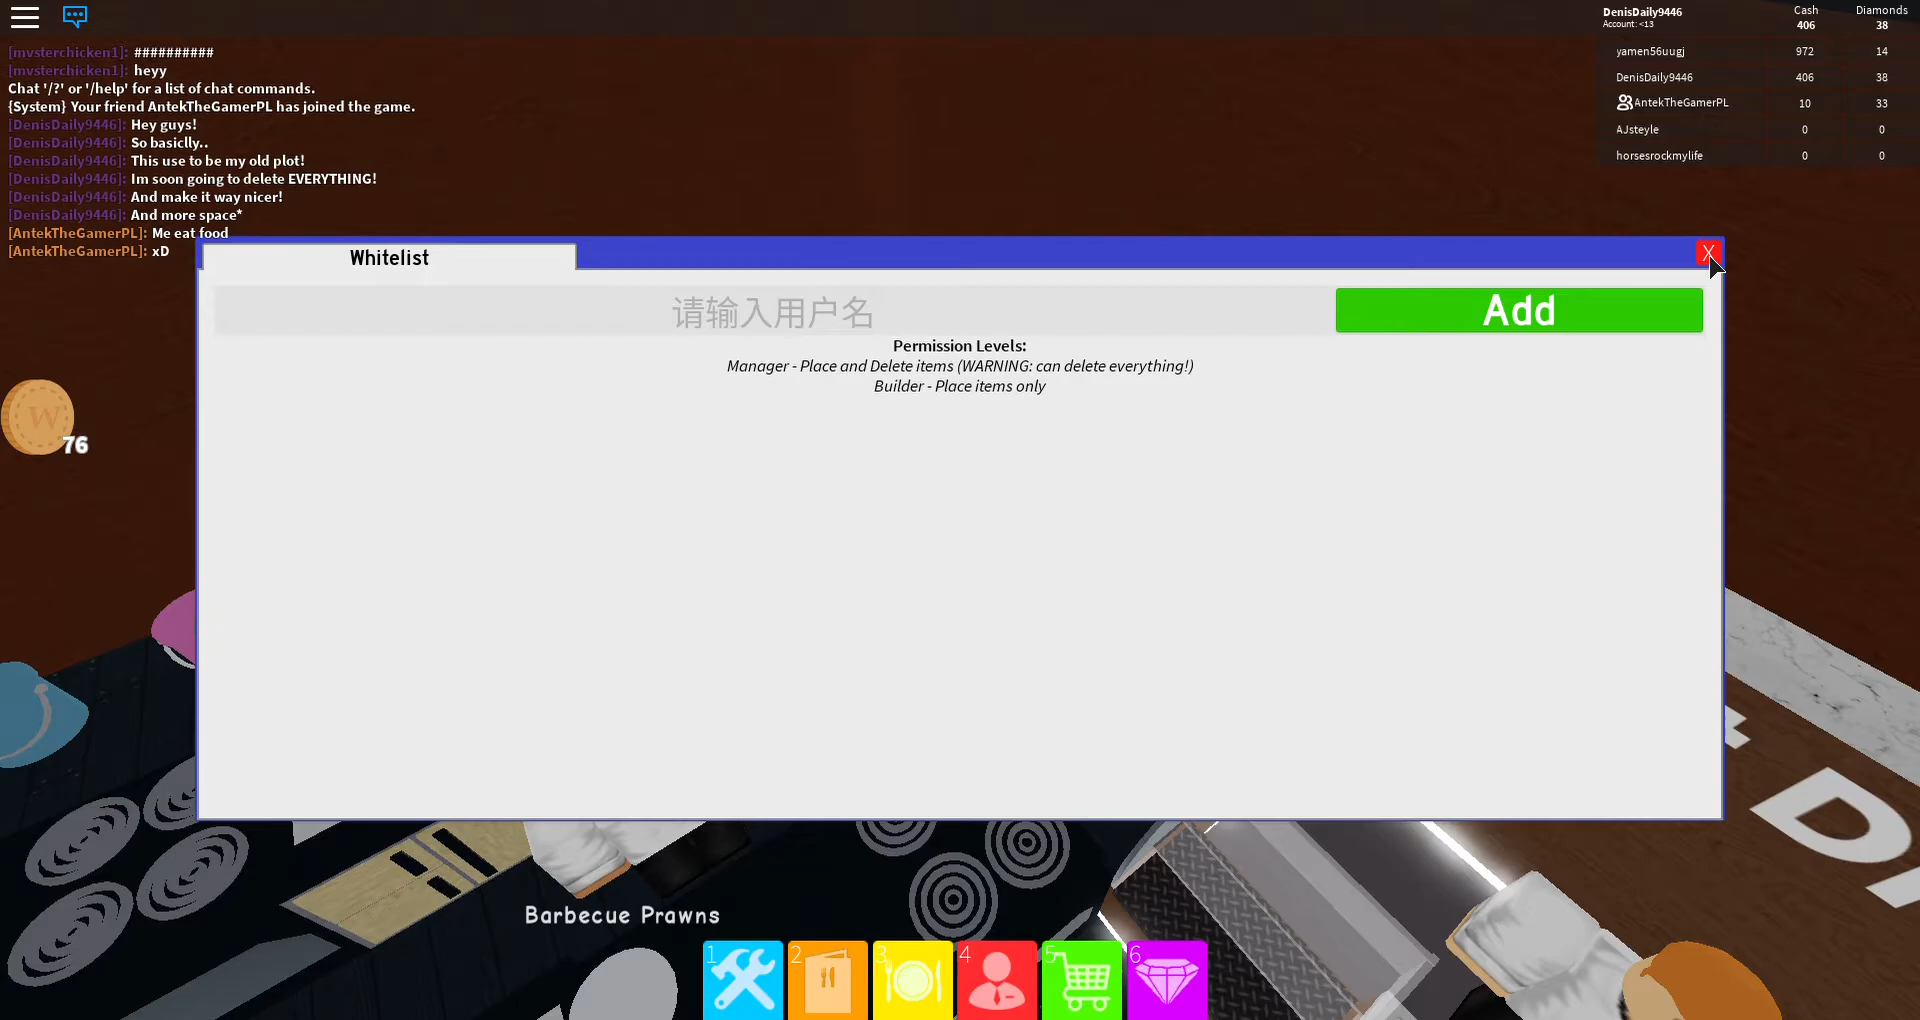 [mvsterchicken1]: ##########
[mvsterchicken1]: heyy
Chat '/?' or '/help' for a list of chat commands.
{System} Your friend AntekTheGamerPL has joined the game.
[DenisDaily9446]: Hey guys!
[DenisDaily9446]: So basiclly..
[DenisDaily9446]: This use to be my old plot!
[DenisDaily9446]: Im soon going to delete EVERYTHING!
[DenisDaily9446]: And make it way nicer!
[DenisDaily9446]: And more space*
[AntekTheGamerPL]: Me eat food
[AntekTheGamerPL]: xD
DenisDaily9446 Cash Diamonds
Account: <13 406 38
yamen56uugj 972 14
DenisDaily9446 406 38
AntekTheGamerPL 10 33
AJsteyle 0 0
horsesrockmylife 0 0
Whitelist X
请输入用户名 Add
Permission Levels:
Manager - Place and Delete items (WARNING: can delete everything!)
Builder - Place items only
W
76
D
Barbecue Prawns
1 2 3 4 5 6